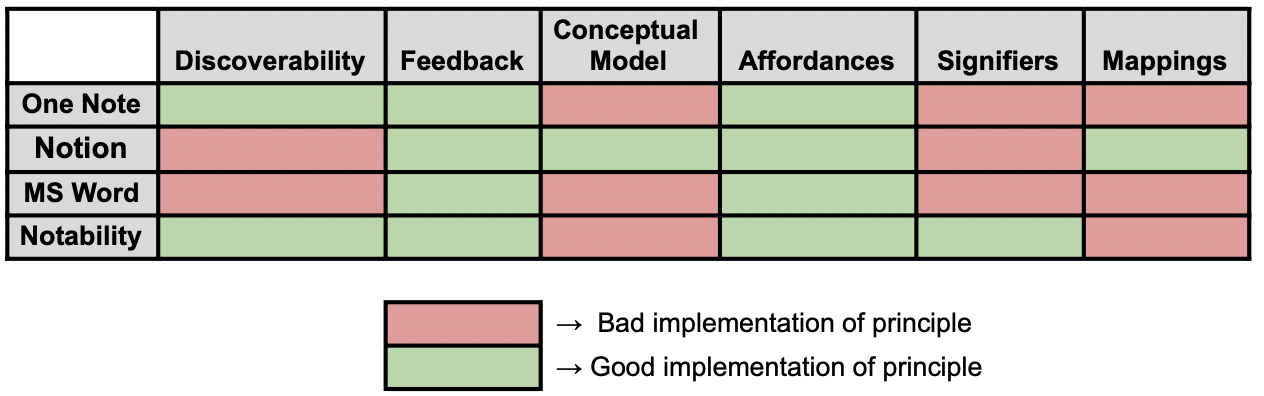 Discoverability Feedback Conceptual Model Affordances Signifiers Mappings
One Note
Notion
MS Word
Notability
→ Bad implementation of principle
→ Good implementation of principle